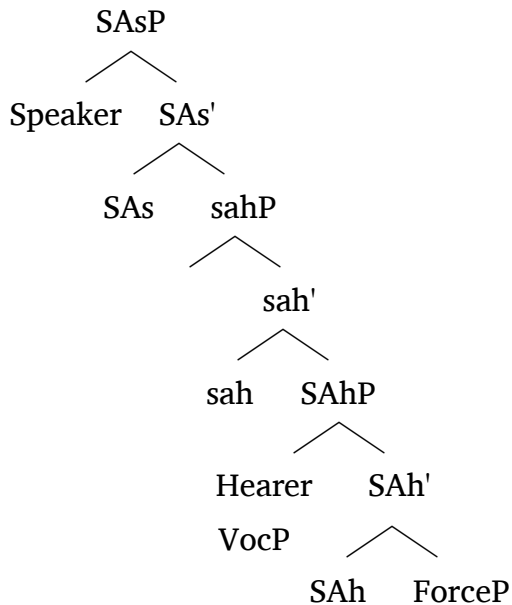 SAsP
Speaker SAs'
SAs sahP
sah'
sah SAhP
Hearer SAh'
VocP
SAh ForceP